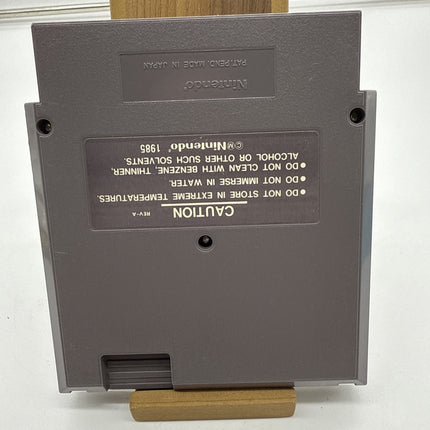 CAUTION REV-A
● DO NOT STORE IN EXTREME TEMPERATURES.
● DO NOT IMMERSE IN WATER.
● DO NOT CLEAN WITH BENZENE, THINNER,
ALCOHOL OR OTHER SUCH SOLVENTS.
©™Nintendo® 1985
Nintendo®
PAT. PEND. MADE IN JAPAN